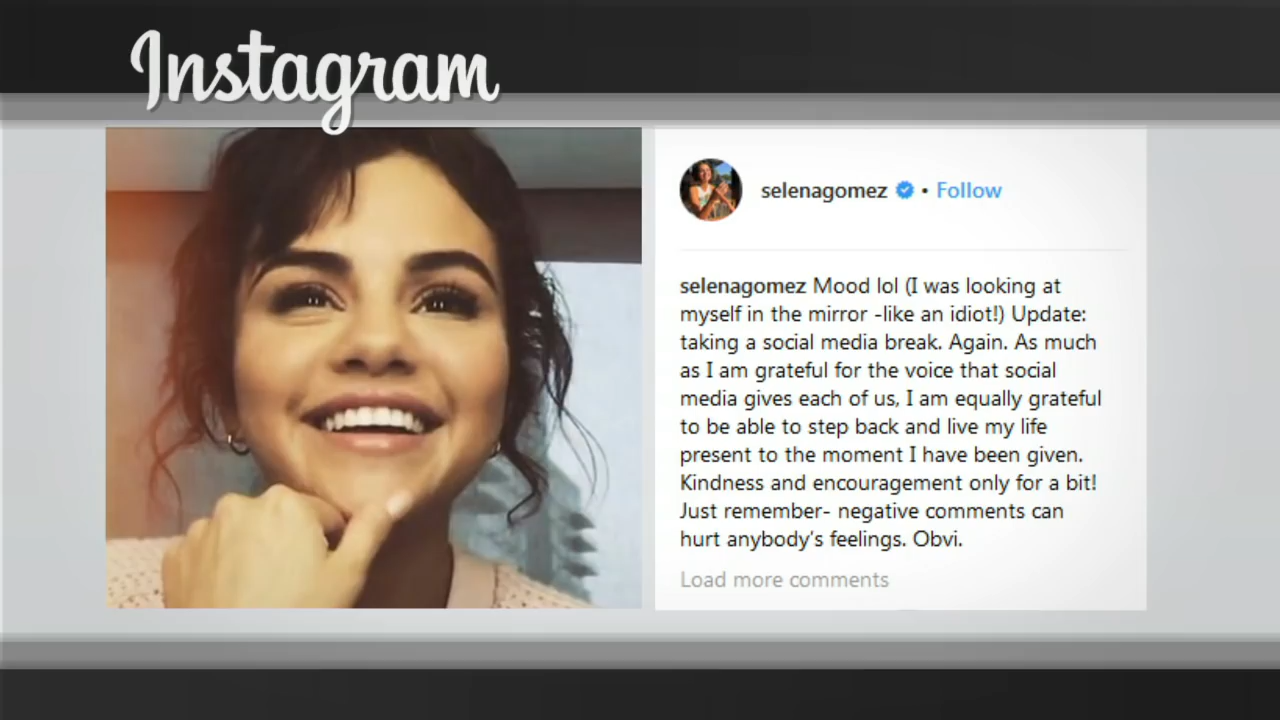 Instagram
selenagomez • Follow
selenagomez Mood lol (I was looking at
myself in the mirror -like an idiot!) Update:
taking a social media break. Again. As much
as I am grateful for the voice that social
media gives each of us, I am equally grateful
to be able to step back and live my life
present to the moment I have been given.
Kindness and encouragement only for a bit!
Just remember- negative comments can
hurt anybody's feelings. Obvi.
Load more comments